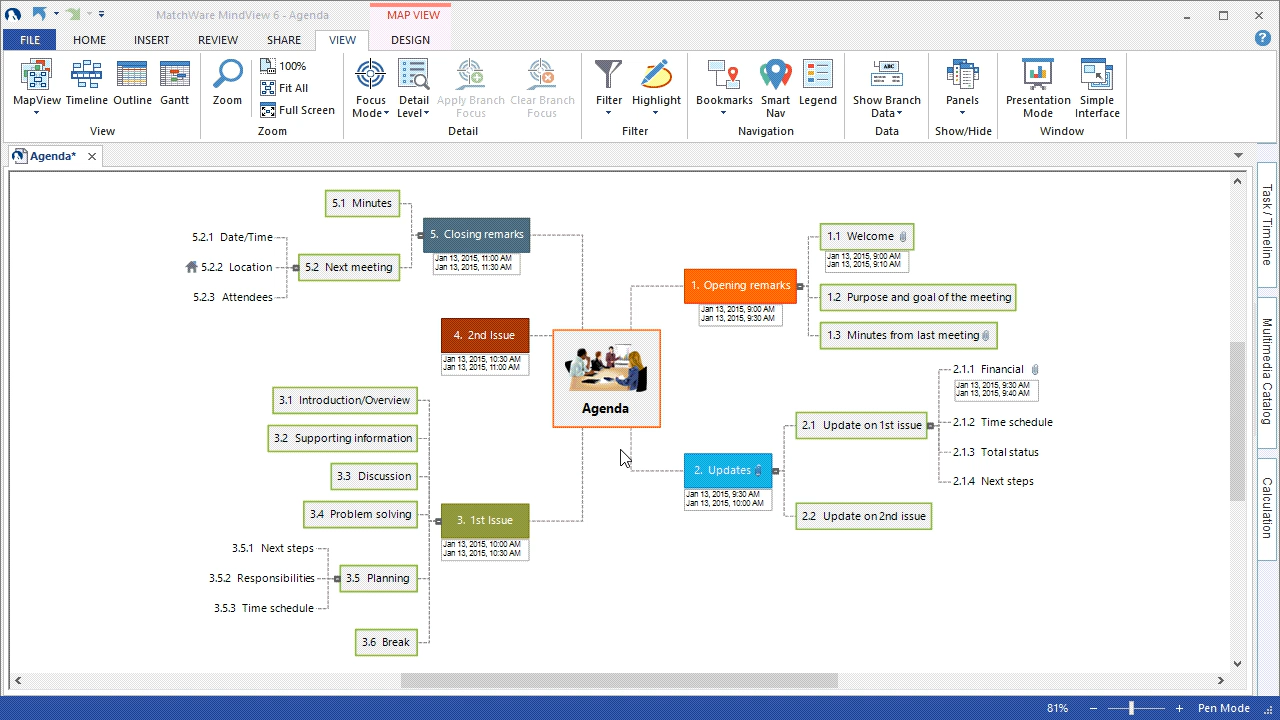 MatchWare MindView 6 - Agenda
MAP VIEW
FILE HOME INSERT REVIEW SHARE VIEW DESIGN
MapView Timeline Outline Gantt
View
Zoom
100%
Fit All
Full Screen
Zoom
Focus Mode
Detail Level
Apply Branch Focus
Clear Branch Focus
Detail
Filter Highlight
Filter
Bookmarks
Smart Nav
Legend
Navigation
ABC
Show Branch Data
Data
Panels
Show/Hide
Presentation Mode
Simple Interface
Window
Agenda*
5.1 Minutes
5. Closing remarks
Jan 13, 2015, 11:00 AM
Jan 13, 2015, 11:30 AM
5.2.1 Date/Time
5.2.2 Location
5.2.3 Attendees
5.2 Next meeting
4. 2nd Issue
Jan 13, 2015, 10:30 AM
Jan 13, 2015, 11:00 AM
3.1 Introduction/Overview
3.2 Supporting information
3.3 Discussion
3.4 Problem solving
3. 1st Issue
Jan 13, 2015, 10:00 AM
Jan 13, 2015, 10:30 AM
3.5.1 Next steps
3.5.2 Responsibilities
3.5.3 Time schedule
3.5 Planning
3.6 Break
Agenda
1. Opening remarks
Jan 13, 2015, 9:00 AM
Jan 13, 2015, 9:30 AM
1.1 Welcome
Jan 13, 2015, 9:00 AM
Jan 13, 2015, 9:10 AM
1.2 Purpose and goal of the meeting
1.3 Minutes from last meeting
2. Updates
Jan 13, 2015, 9:30 AM
Jan 13, 2015, 10:00 AM
2.1 Update on 1st issue
2.1.1 Financial
Jan 13, 2015, 9:30 AM
Jan 13, 2015, 9:40 AM
2.1.2 Time schedule
2.1.3 Total status
2.1.4 Next steps
2.2 Update on 2nd issue
Task / Timeline
Multimedia Catalog
Calculation
81%
Pen Mode